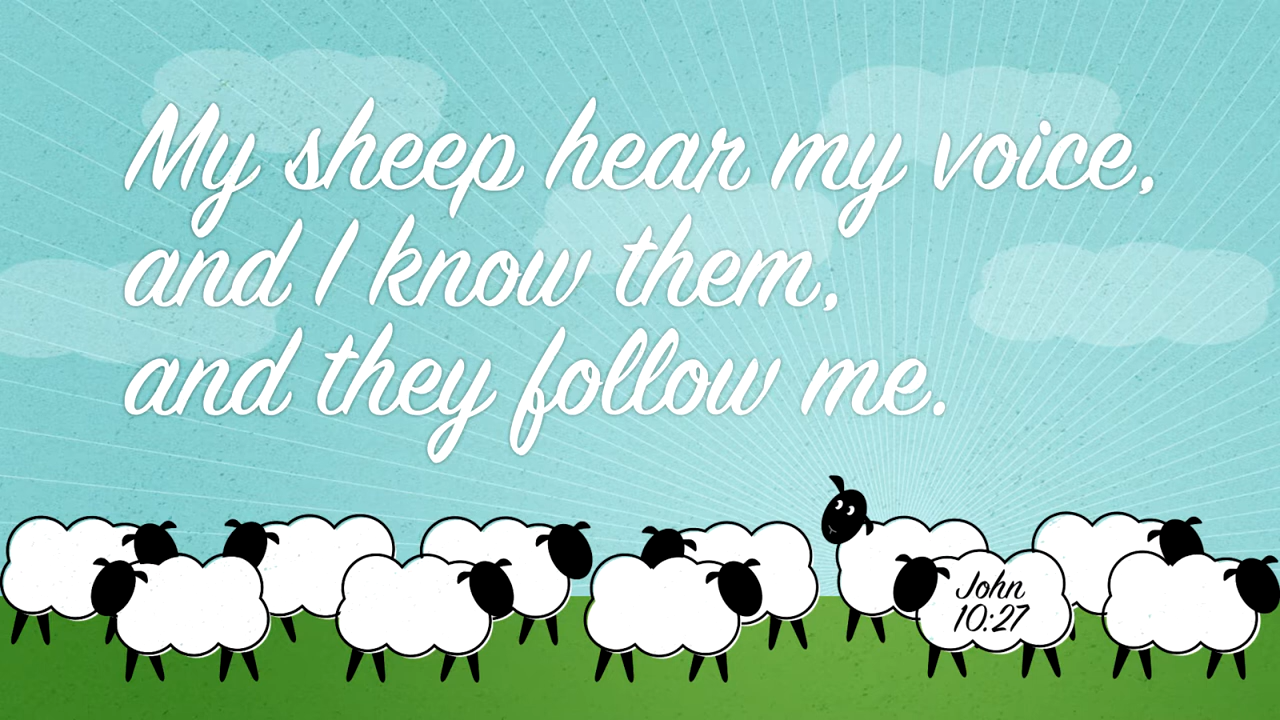 My sheep hear my voice,
and I know them,
and they follow me.
John
10:27